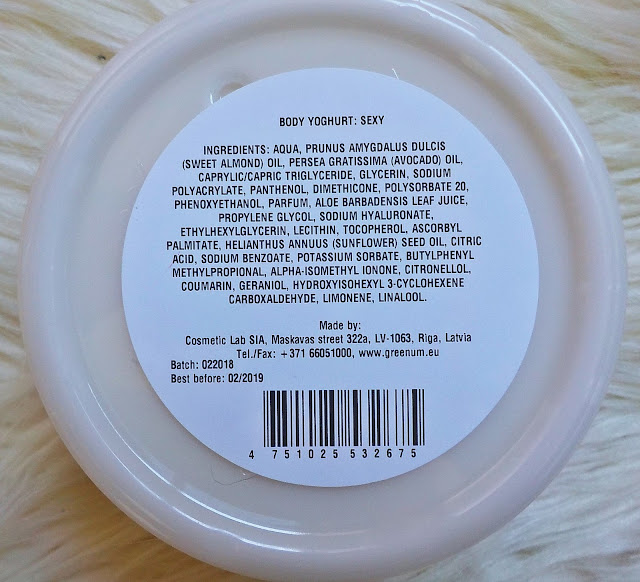 BODY YOGHURT: SEXY
INGREDIENTS: AQUA, PRUNUS AMYGDALUS DULCIS
(SWEET ALMOND) OIL, PERSEA GRATISSIMA (AVOCADO) OIL,
CAPRYLIC/CAPRIC TRIGLYCERIDE, GLYCERIN, SODIUM
POLYACRYLATE, PANTHENOL, DIMETHICONE, POLYSORBATE 20,
PHENOXYETHANOL, PARFUM, ALOE BARBADENSIS LEAF JUICE,
PROPYLENE GLYCOL, SODIUM HYALURONATE,
ETHYLHEXYLGLYCERIN, LECITHIN, TOCOPHEROL, ASCORBYL
PALMITATE, HELIANTHUS ANNUUS (SUNFLOWER) SEED OIL, CITRIC
ACID, SODIUM BENZOATE, POTASSIUM SORBATE, BUTYLPHENYL
METHYLPROPIONAL, ALPHA-ISOMETHYL IONONE, CITRONELLOL,
COUMARIN, GERANIOL, HYDROXYISOHEXYL 3-CYCLOHEXENE
CARBOXALDEHYDE, LIMONENE, LINALOOL.
Made by:
Cosmetic Lab SIA, Maskavas street 322a, LV-1063, Riga, Latvia
Tel./Fax: +371 66051000, www.greenum.eu
Batch: 022018
Best before: 02/2019
4 751025 532675